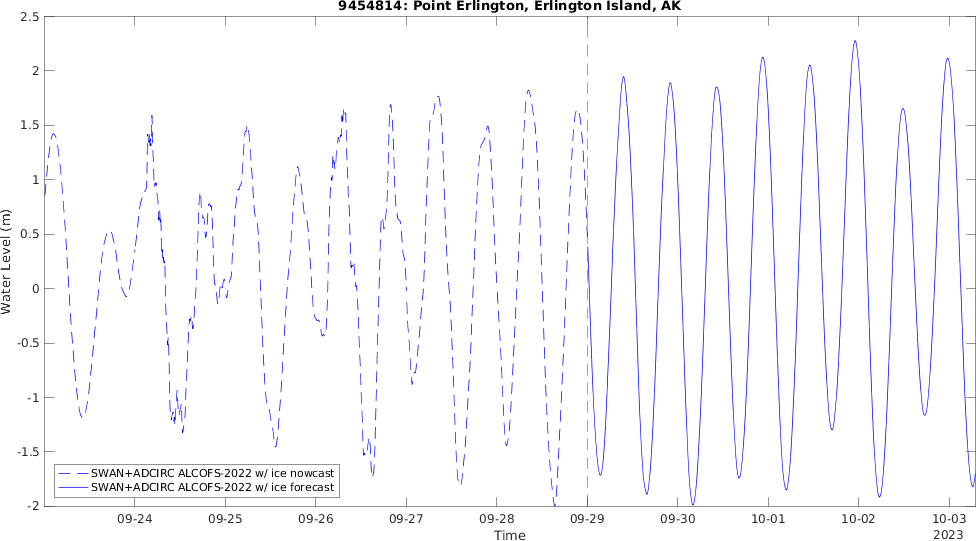 9454814: Point Erlington, Erlington Island, AK
2.5
2
1.5
1
0.5
0
-0.5
-1
-1.5
-2
Water Level (m)
SWAN+ADCIRC ALCOFS-2022 w/ ice nowcast
SWAN+ADCIRC ALCOFS-2022 w/ ice forecast
09-24 09-25 09-26 09-27 09-28 09-29 09-30 10-01 10-02 10-03
2023
Time